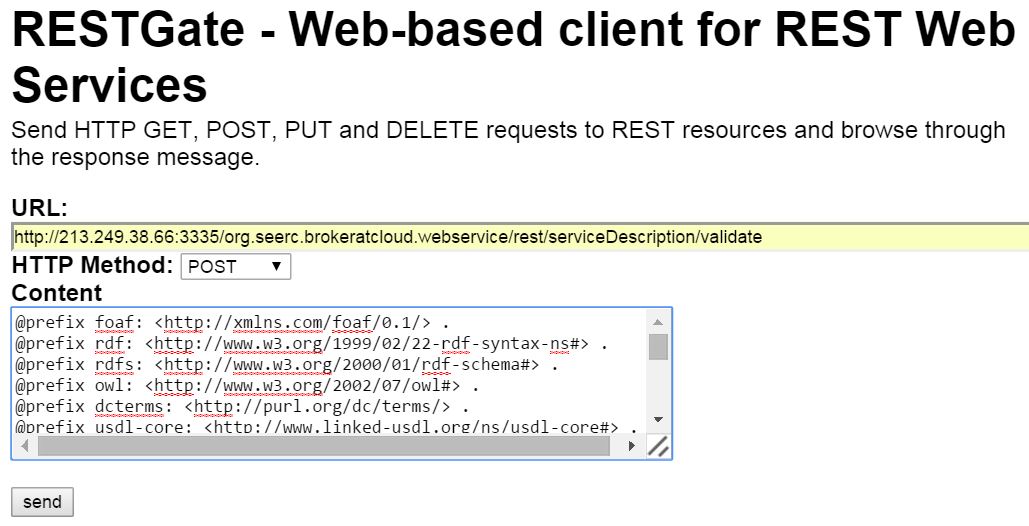 RESTGate - Web-based client for REST Web
Services
Send HTTP GET, POST, PUT and DELETE requests to REST resources and browse through
the response message.
URL:
http://213.249.38.66:3335/org.seerc.brokeratcloud.webservice/rest/serviceDescription/validate
HTTP Method: POST
Content
@prefix foaf: <http://xmlns.com/foaf/0.1/> .
@prefix rdf: <http://www.w3.org/1999/02/22-rdf-syntax-ns#> .
@prefix rdfs: <http://www.w3.org/2000/01/rdf-schema#> .
@prefix owl: <http://www.w3.org/2002/07/owl#> .
@prefix dcterms: <http://purl.org/dc/terms/> .
@prefix usdl-core: <http://www.linked-usdl.org/ns/usdl-core#> .
send